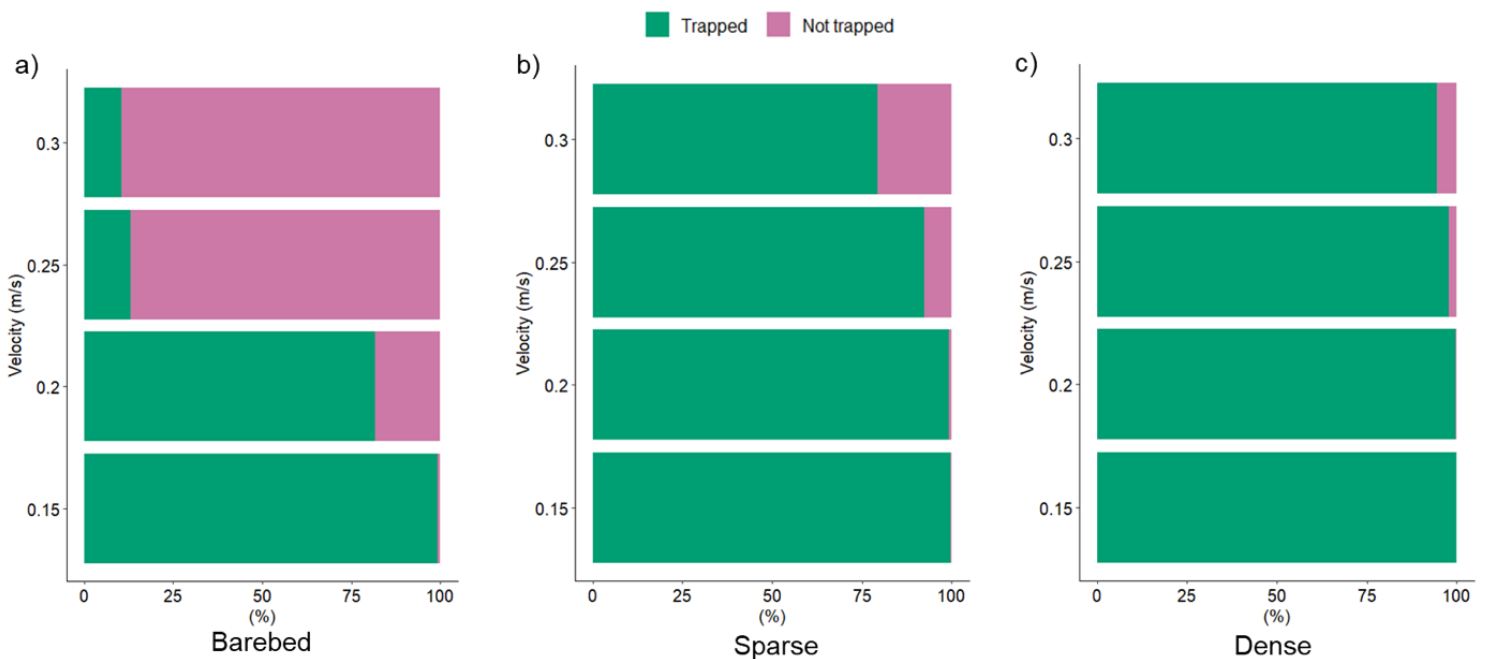 Trapped Not trapped
a)
0.3
0.25
0.2
0.15
Velocity (m/s)
0 25 50 75 100
(%)
Barebed
b)
0.3
0.25
0.2
0.15
Velocity (m/s)
0 25 50 75 100
(%)
Sparse
c)
0.3
0.25
0.2
0.15
Velocity (m/s)
0 25 50 75 100
(%)
Dense